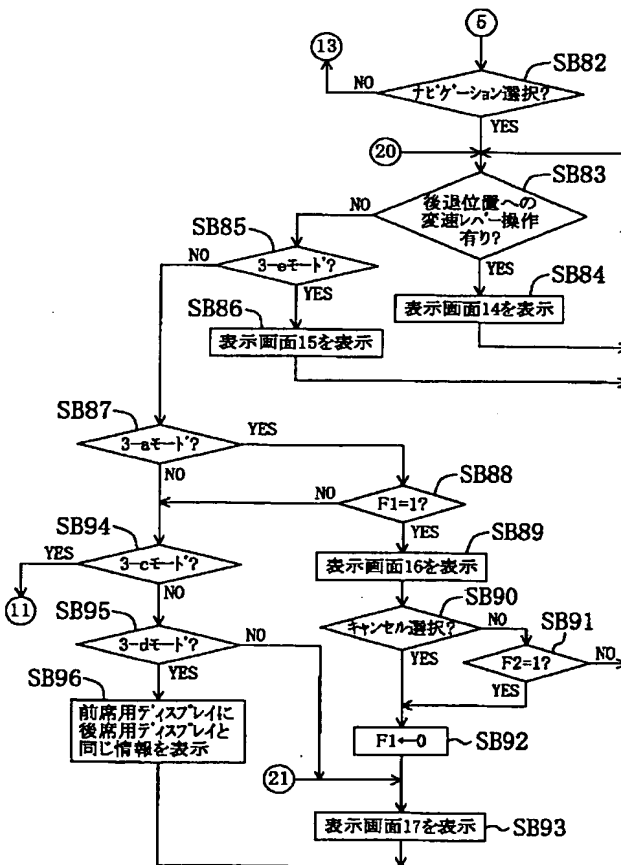 5
13
SB82
NO
ナビゲーション選択?
YES
20
SB83
NO
後退位置への
変速レバー操作
有り?
SB85
NO
3-eモード?
YES
SB84
YES
表示画面14を表示
SB86
表示画面15を表示
SB87
3-aモード?
YES
NO
SB88
NO
F1=1?
YES
SB94
YES
3-cモード?
NO
11
SB89
表示画面16を表示
SB90
キャンセル選択?
NO
YES
SB91
F2=1?
NO
YES
SB95
3-dモード?
NO
YES
SB96
前席用ディスプレイに
後席用ディスプレイと
同じ情報を表示
F1←0
SB92
21
表示画面17を表示
SB93